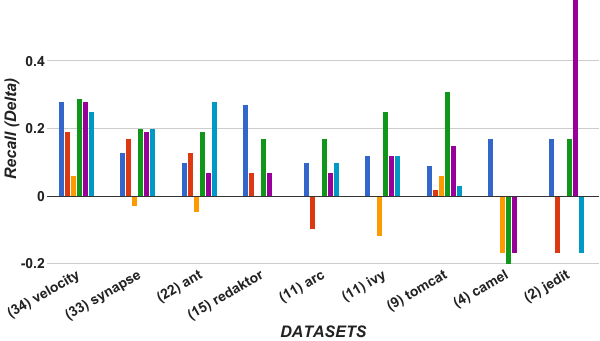 Recall (Delta)
0.4
0.2
0
-0.2
(34) velocity
(33) synapse
(22) ant
(15) redaktor
(11) arc
(11) ivy
(9) tomcat
(4) camel
(2) jedit
DATASETS